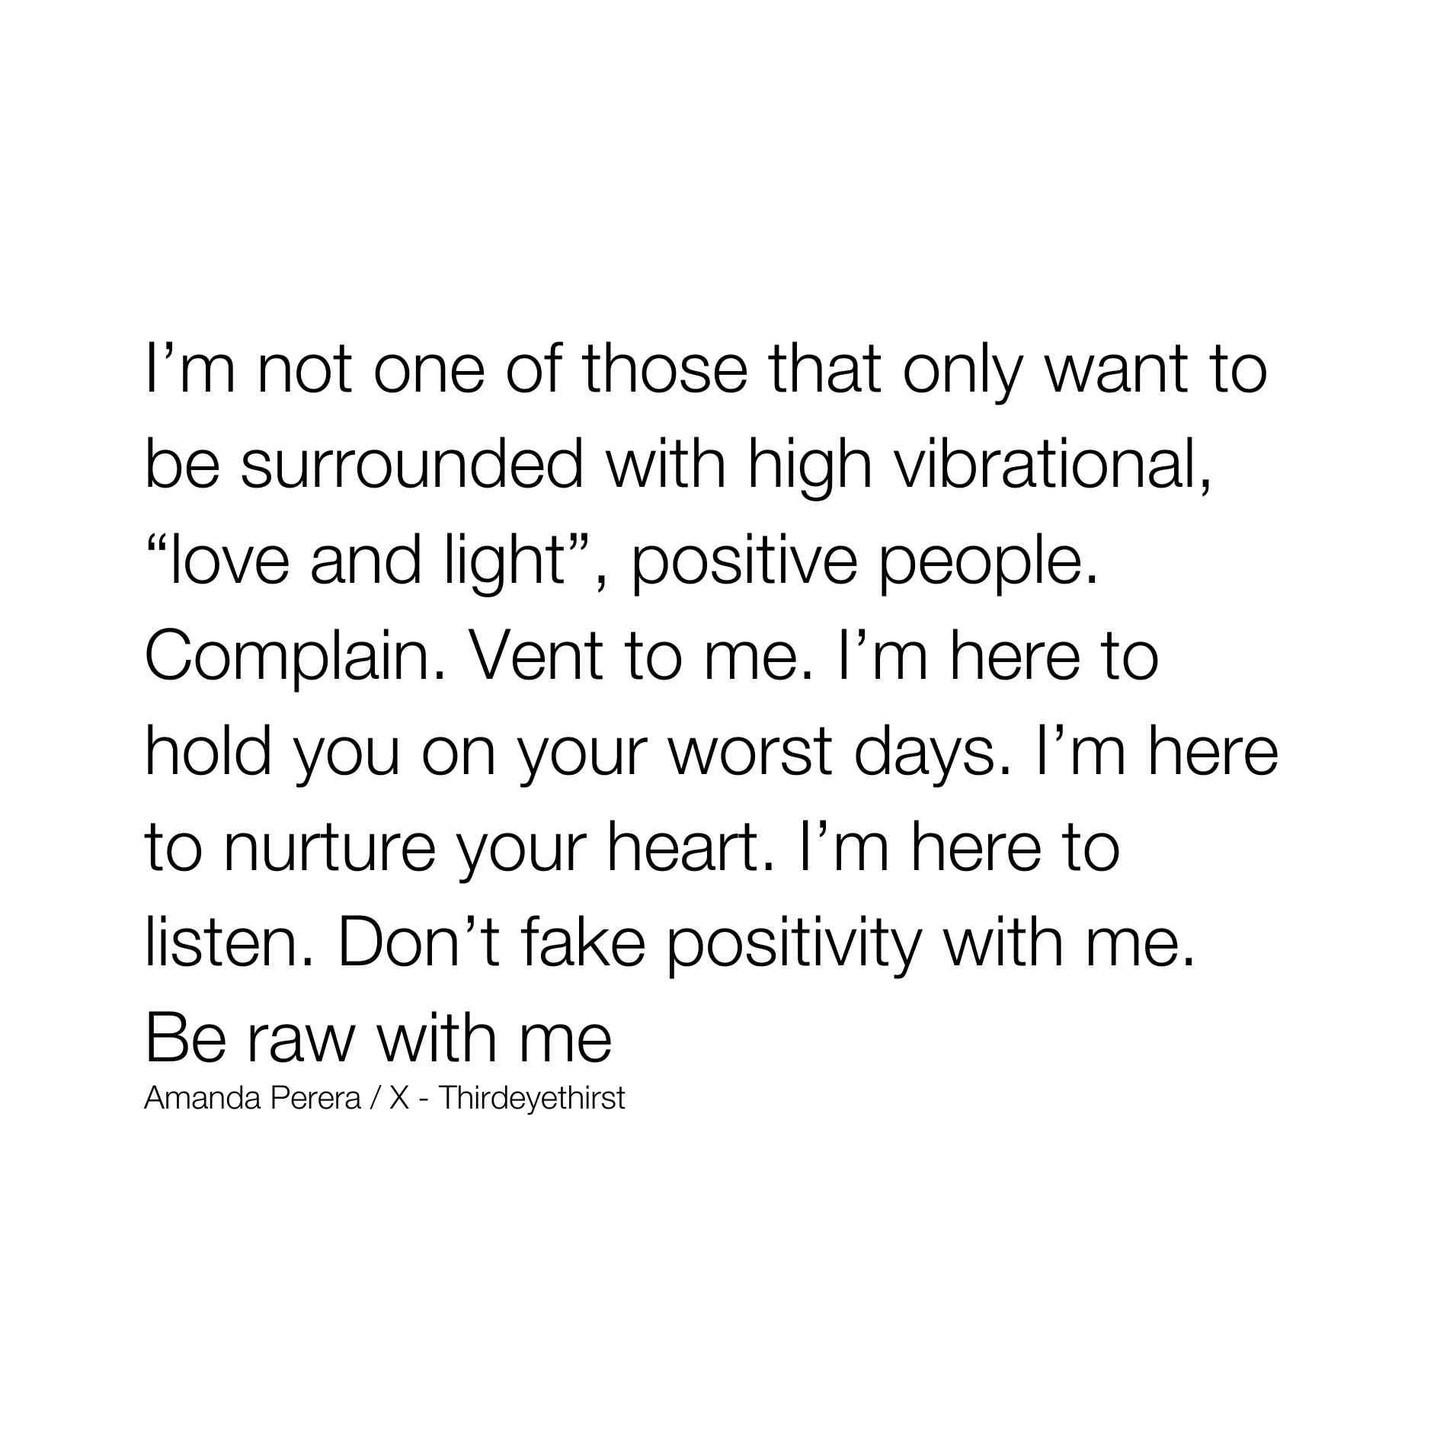 I’m not one of those that only want to
be surrounded with high vibrational,
“love and light”, positive people.
Complain. Vent to me. I’m here to
hold you on your worst days. I’m here
to nurture your heart. I’m here to
listen. Don’t fake positivity with me.
Be raw with me
Amanda Perera / X - Thirdeyethirst